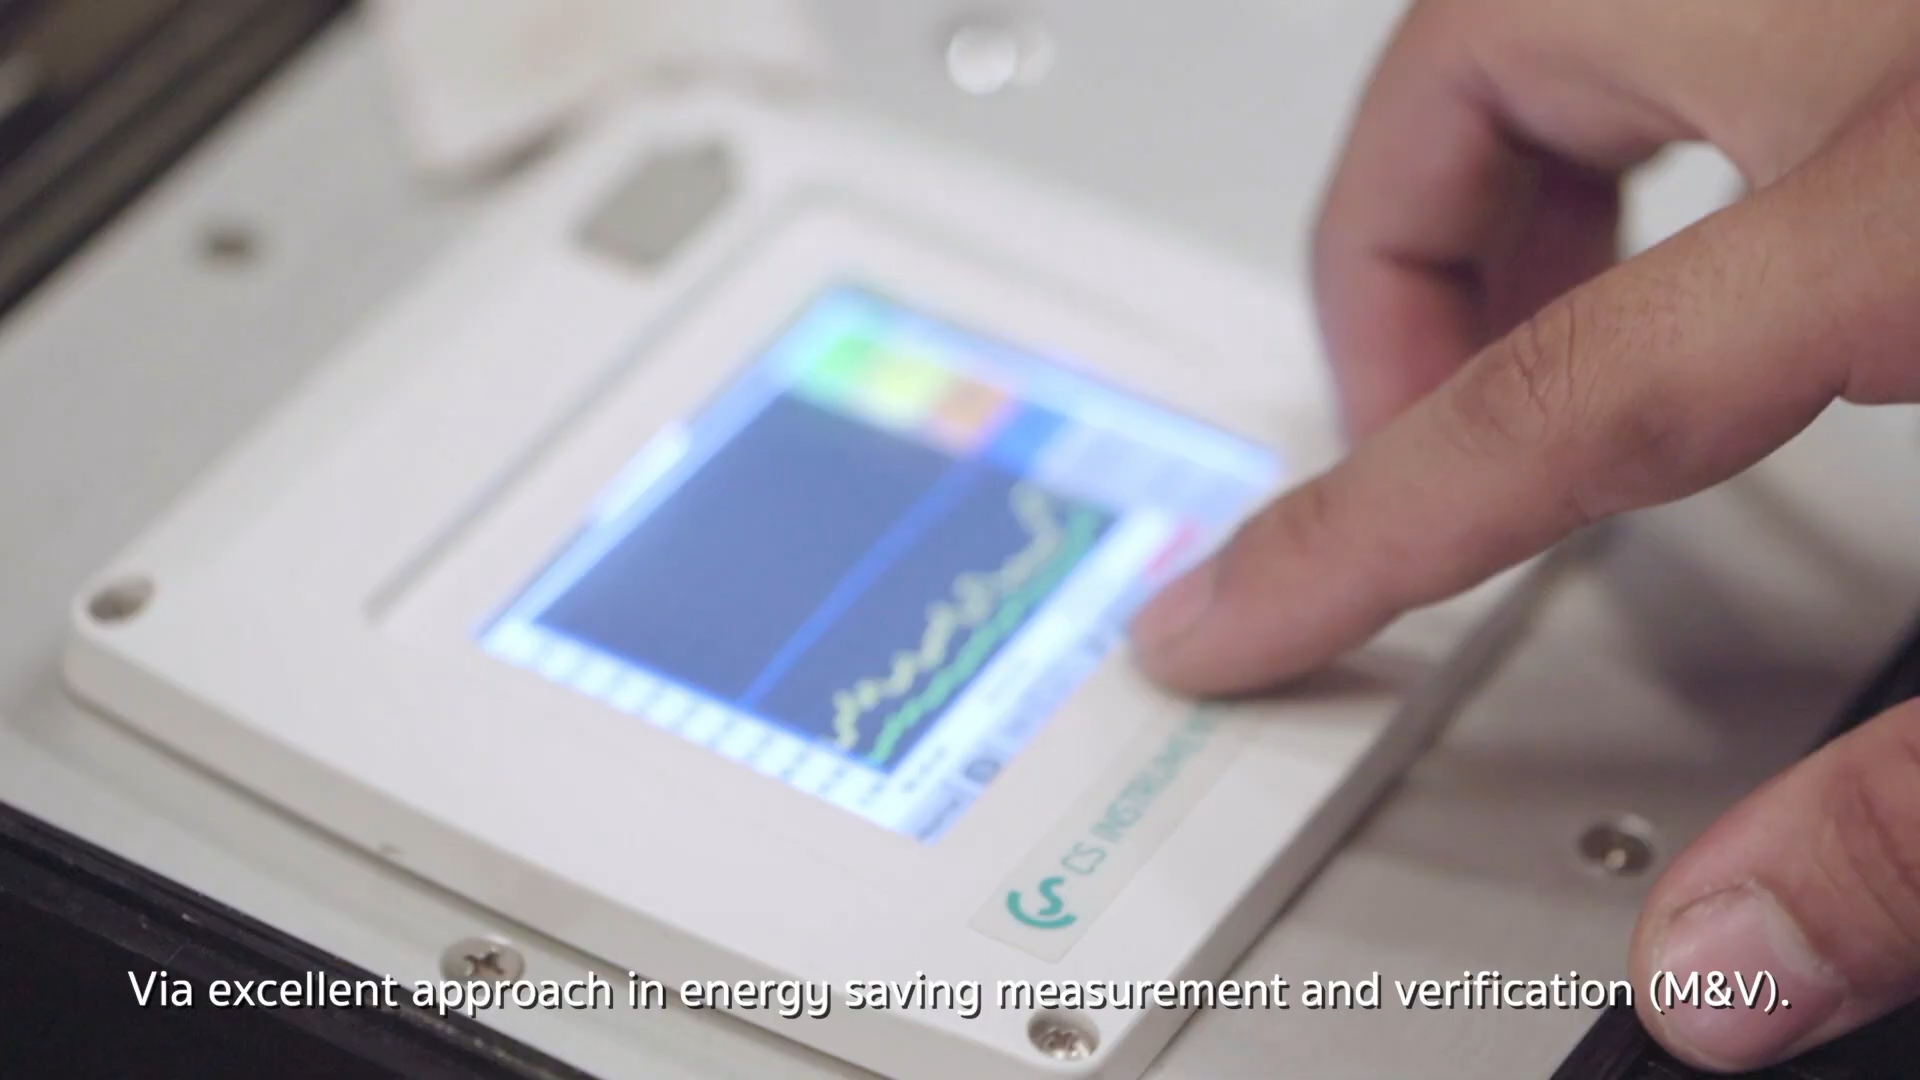 CS INSTRUMENTS
Via excellent approach in energy saving measurement and verification (M&V).